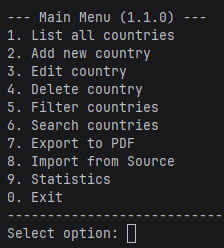 --- Main Menu (1.1.0) ---
1. List all countries
2. Add new country
3. Edit country
4. Delete country
5. Filter countries
6. Search countries
7. Export to PDF
8. Import from Source
9. Statistics
0. Exit
---------------------------
Select option: